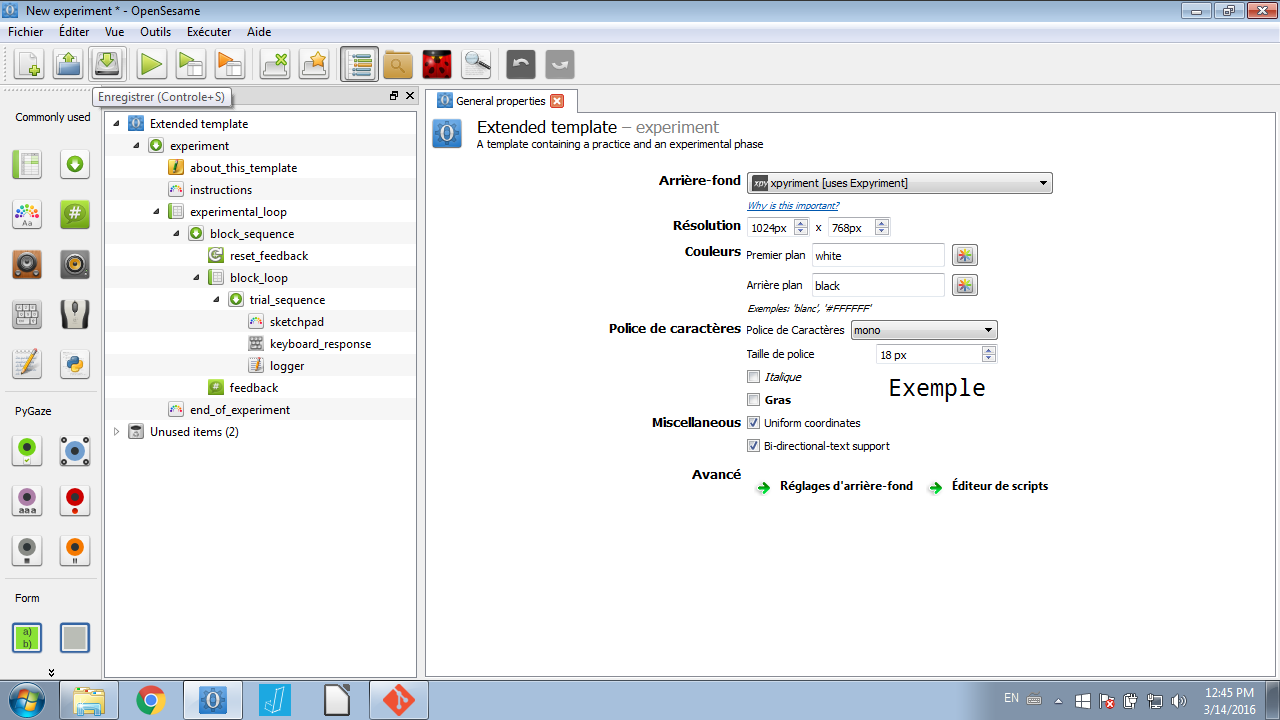 New experiment * - OpenSesame
Fichier Éditer Vue Outils Exécuter Aide
Enregistrer (Controle+S)
Commonly used
Aa
PyGaze
aaa
Form
a)
b)
Extended template
experiment
about_this_template
instructions
experimental_loop
block_sequence
reset_feedback
block_loop
trial_sequence
sketchpad
keyboard_response
logger
feedback
end_of_experiment
Unused items (2)
General properties
Extended template – experiment
A template containing a practice and an experimental phase
Arrière-fond xpy xpyriment [uses Expyriment]
Why is this important?
Résolution 1024px x 768px
Couleurs Premier plan white
Arrière plan black
Exemples: 'blanc', '#FFFFFF'
Police de caractères Police de Caractères mono
Taille de police 18 px
Italique
Exemple
Gras
Miscellaneous Uniform coordinates
Bi-directional-text support
Avancé Réglages d'arrière-fond Éditeur de scripts
EN
12:45 PM
3/14/2016